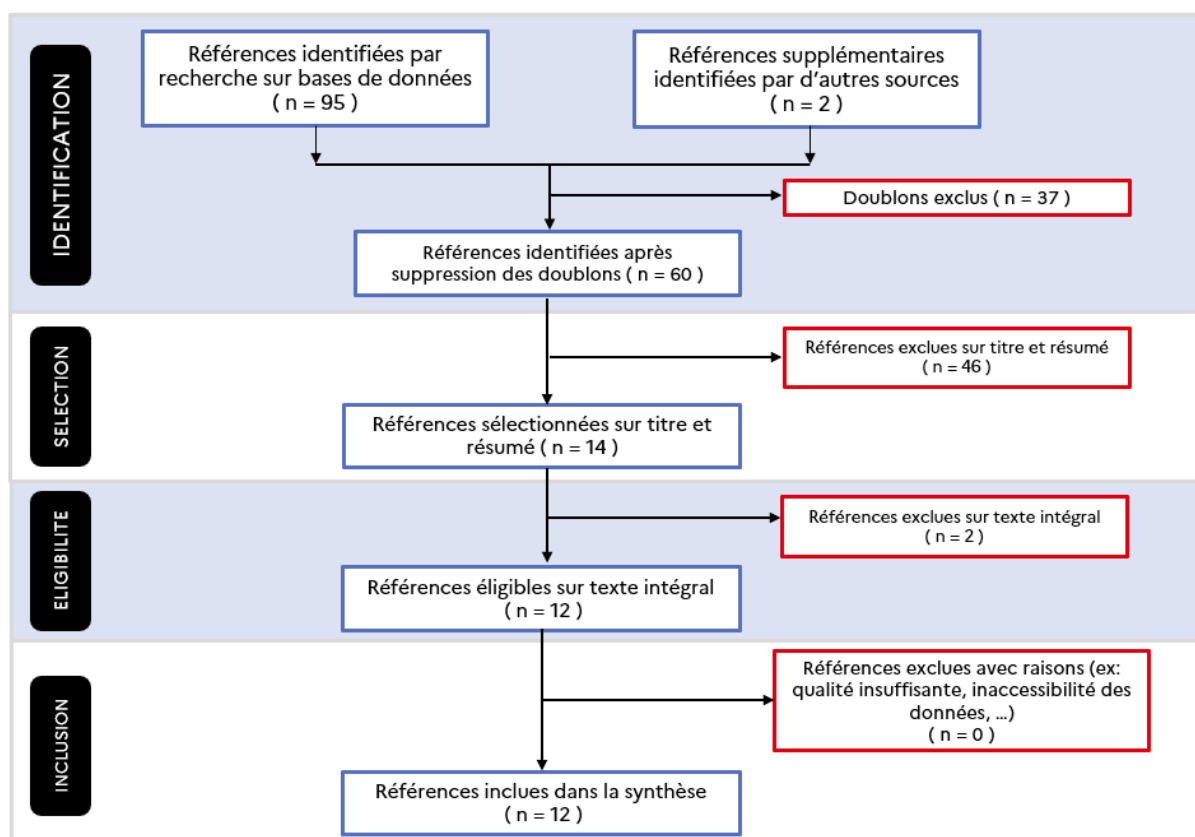 IDENTIFICATION
Références identifiées par
recherche sur bases de données
( n = 95 )
Références supplémentaires
identifiées par d'autres sources
( n = 2 )
Doublons exclus ( n = 37 )
Références identifiées après
suppression des doublons ( n = 60 )
SELECTION
Références exclues sur titre et résumé
( n = 46 )
Références sélectionnées sur titre et
résumé ( n = 14 )
ELIGIBILITE
Références exclues sur texte intégral
( n = 2 )
Références éligibles sur texte intégral
( n = 12 )
INCLUSION
Références exclues avec raisons (ex:
qualité insuffisante, inaccessibilité des
données, ...)
( n = 0 )
Références inclues dans la synthèse
( n = 12 )